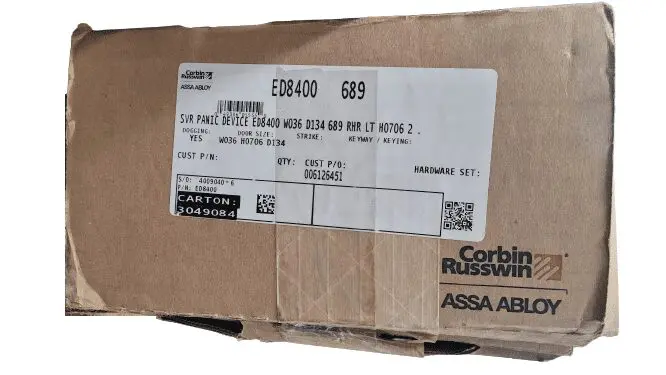 Corbin
Russwin
ASSA ABLOY
ED8400 689
SVR PANIC DEVICE ED8400 W036 D134 689 RHR LT H0706 2 .
DOGGING: DOOR SIZE: STRIKE: KEYWAY / KEYING:
YES W036 H0706 D134
CUST P/N: QTY: CUST P/O: HARDWARE SET:
006126451
S/O: 4009040* 6
P/N: ED8400
CARTON:
3049084
Corbin
Russwin
ASSA ABLOY